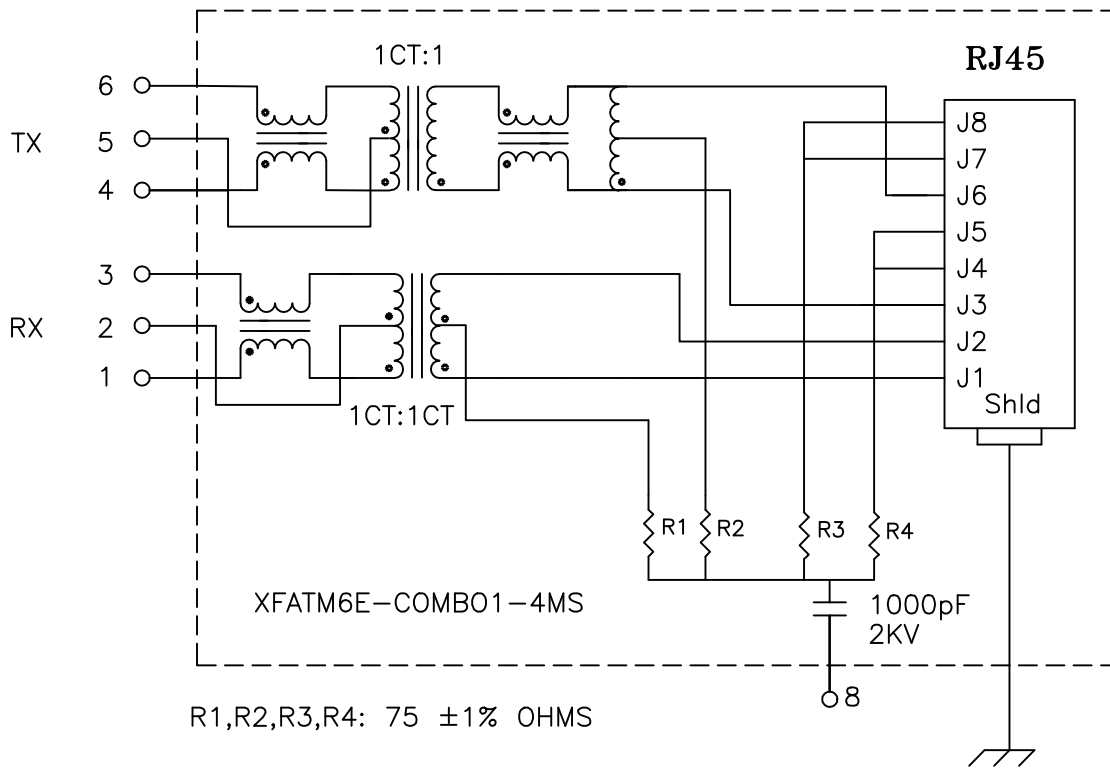 1CT:1
RJ45
TX
6
5
4
J8
J7
J6
J5
J4
J3
J2
J1
Shld
RX
3
2
1
1CT:1CT
R1
R2
R3
R4
XFATM6E-COMBO1-4MS
1000pF
2KV
8
R1,R2,R3,R4: 75 ±1% OHMS